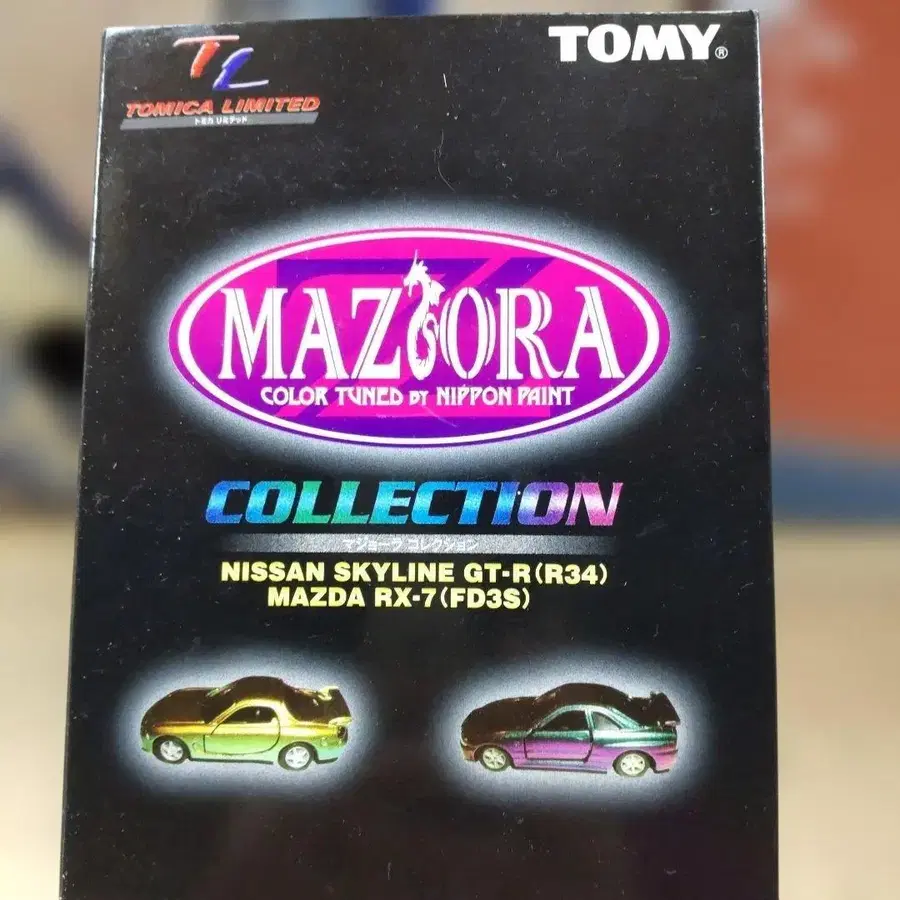 TL
TOMICA LIMITED
トミカ リミテッド
TOMY®
MAZIORA
COLOR TUNED BY NIPPON PAINT
COLLECTION
マジョーラ コレクション
NISSAN SKYLINE GT-R(R34)
MAZDA RX-7(FD3S)